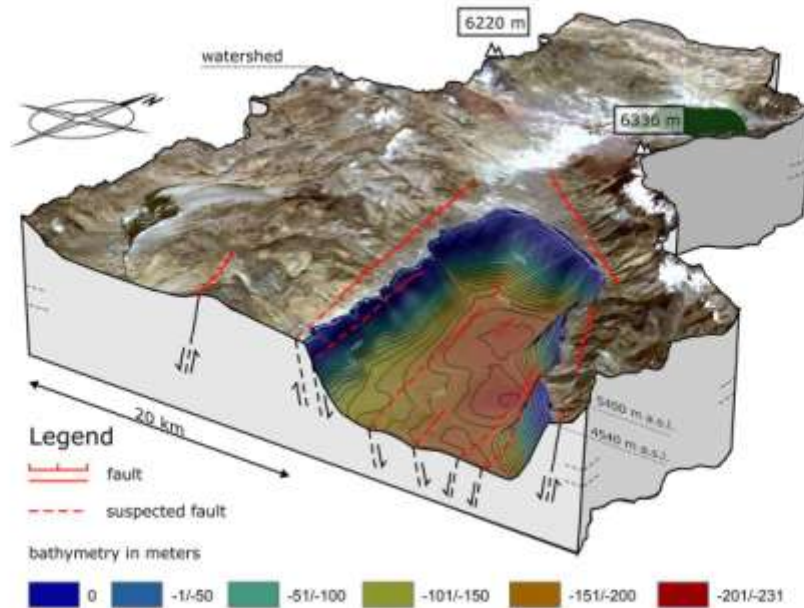 6220 m
watershed
N
6336 m
5400 m a.s.l.
4540 m a.s.l.
20 km
Legend
fault
suspected fault
bathymetry in meters
0 -1/-50 -51/-100 -101/-150 -151/-200 -201/-231